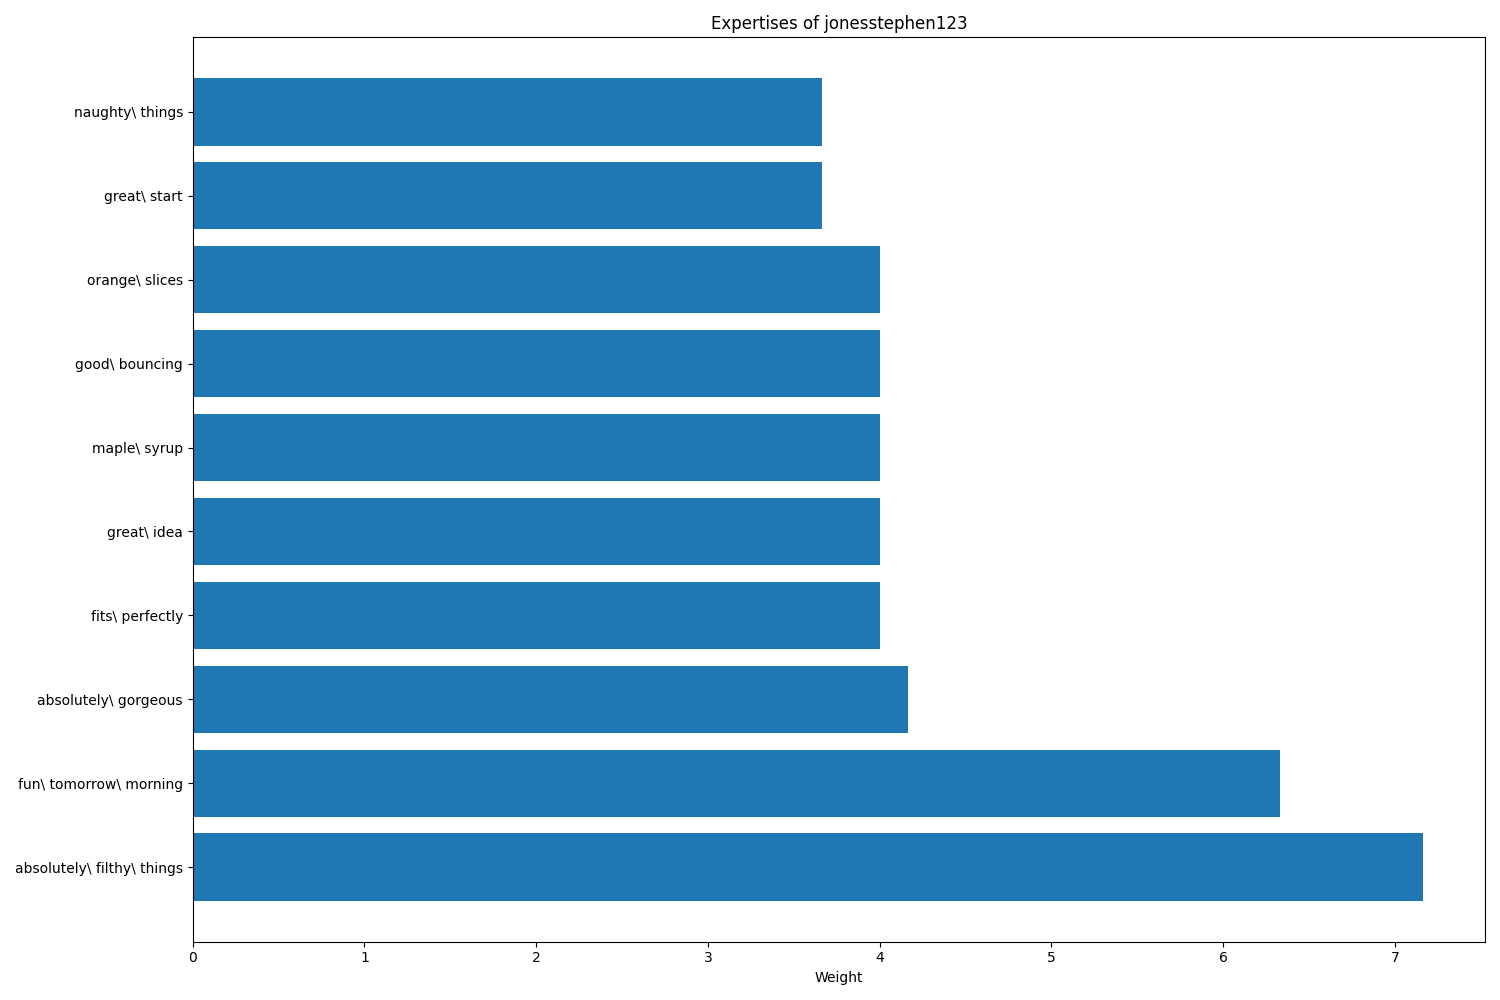 Expertises of jonesstephen123
naughty\ things
great\ start
orange\ slices
good\ bouncing
maple\ syrup
great\ idea
fits\ perfectly
absolutely\ gorgeous
fun\ tomorrow\ morning
absolutely\ filthy\ things
0 1 2 3 4 5 6 7
Weight